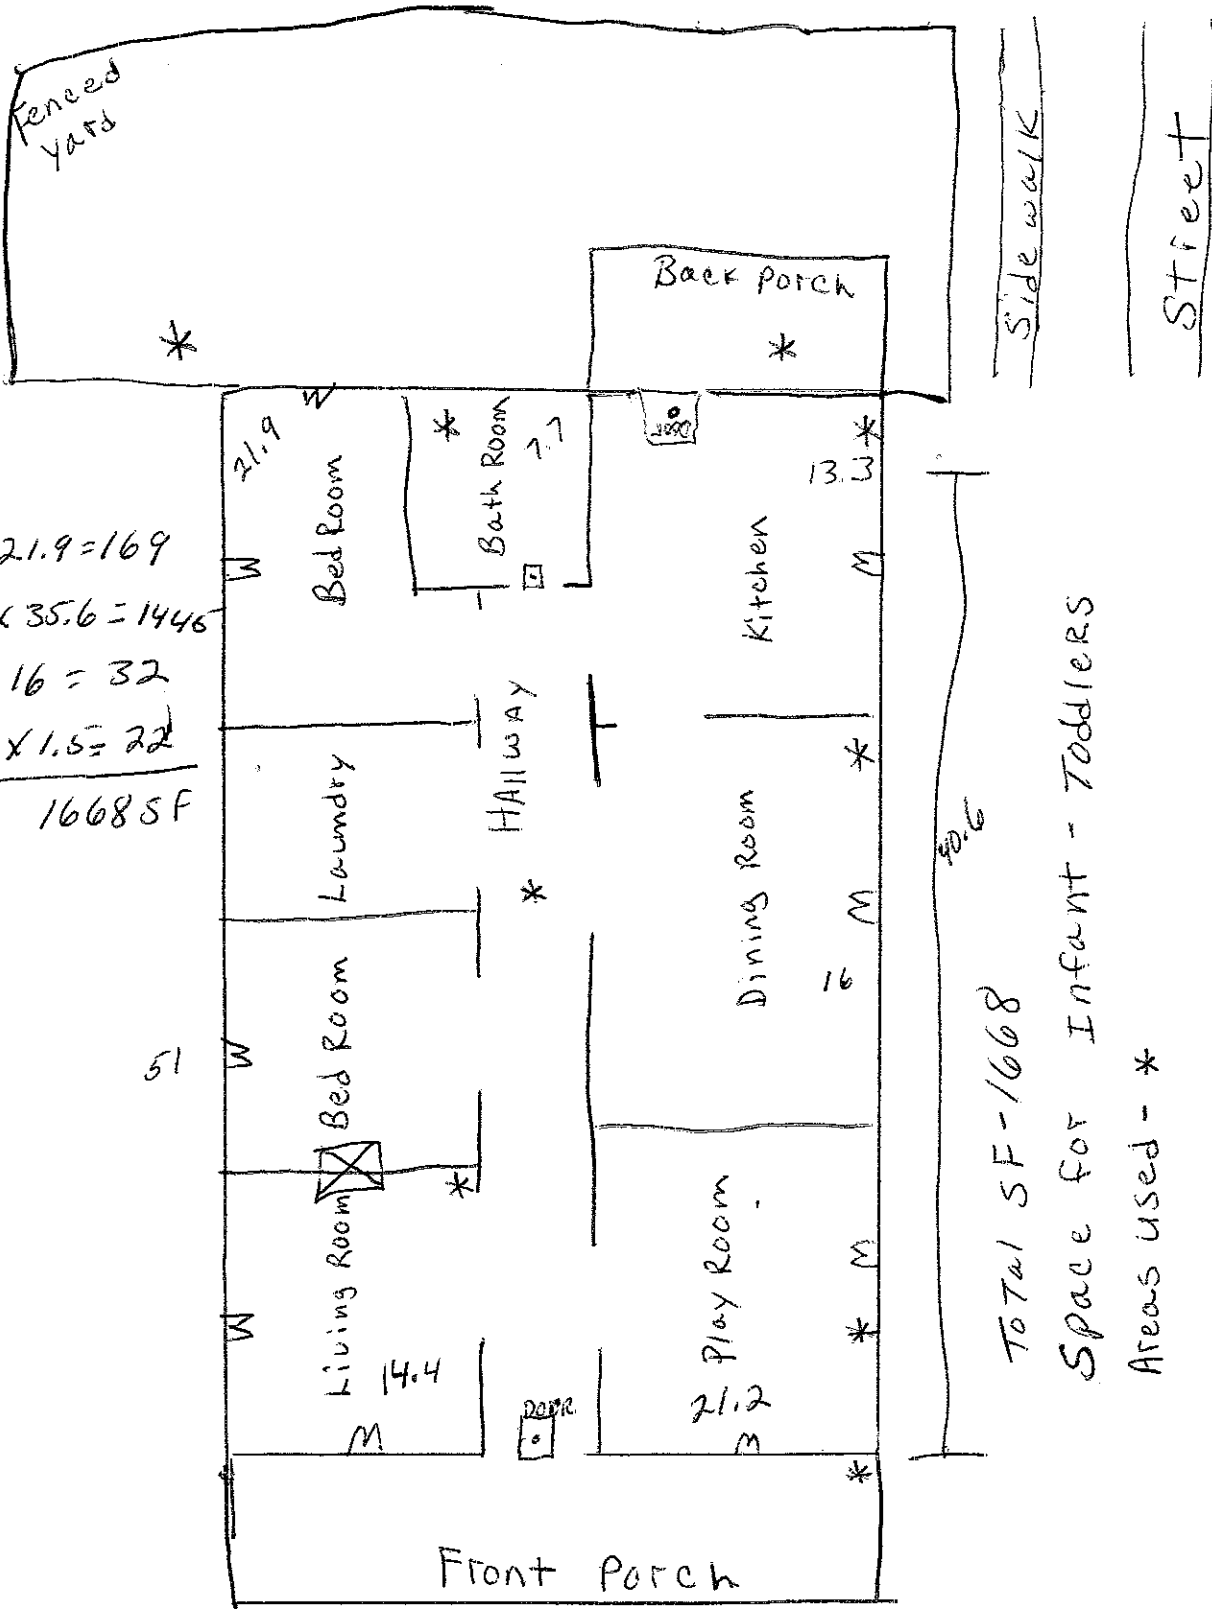 Fenced
Yard
Sidewalk
Street
Back Porch
*
*
W
21.9
Bed Room
*
Bath Room
7.7
Door
*
13.3
Kitchen
W
W
21.9=169
x 35.6=1446
16 = 32
x 1.5= 22
1668 SF
Laundry
HAllway
*
*
Dining Room
16
W
40.6
51
W
Bed Room
*
Living Room
14.4
W
W
DOOR
Play Room
21.2
W
*
W
*
Front Porch
Total SF-1668
Space for Infant - Toddlers
Areas used - *